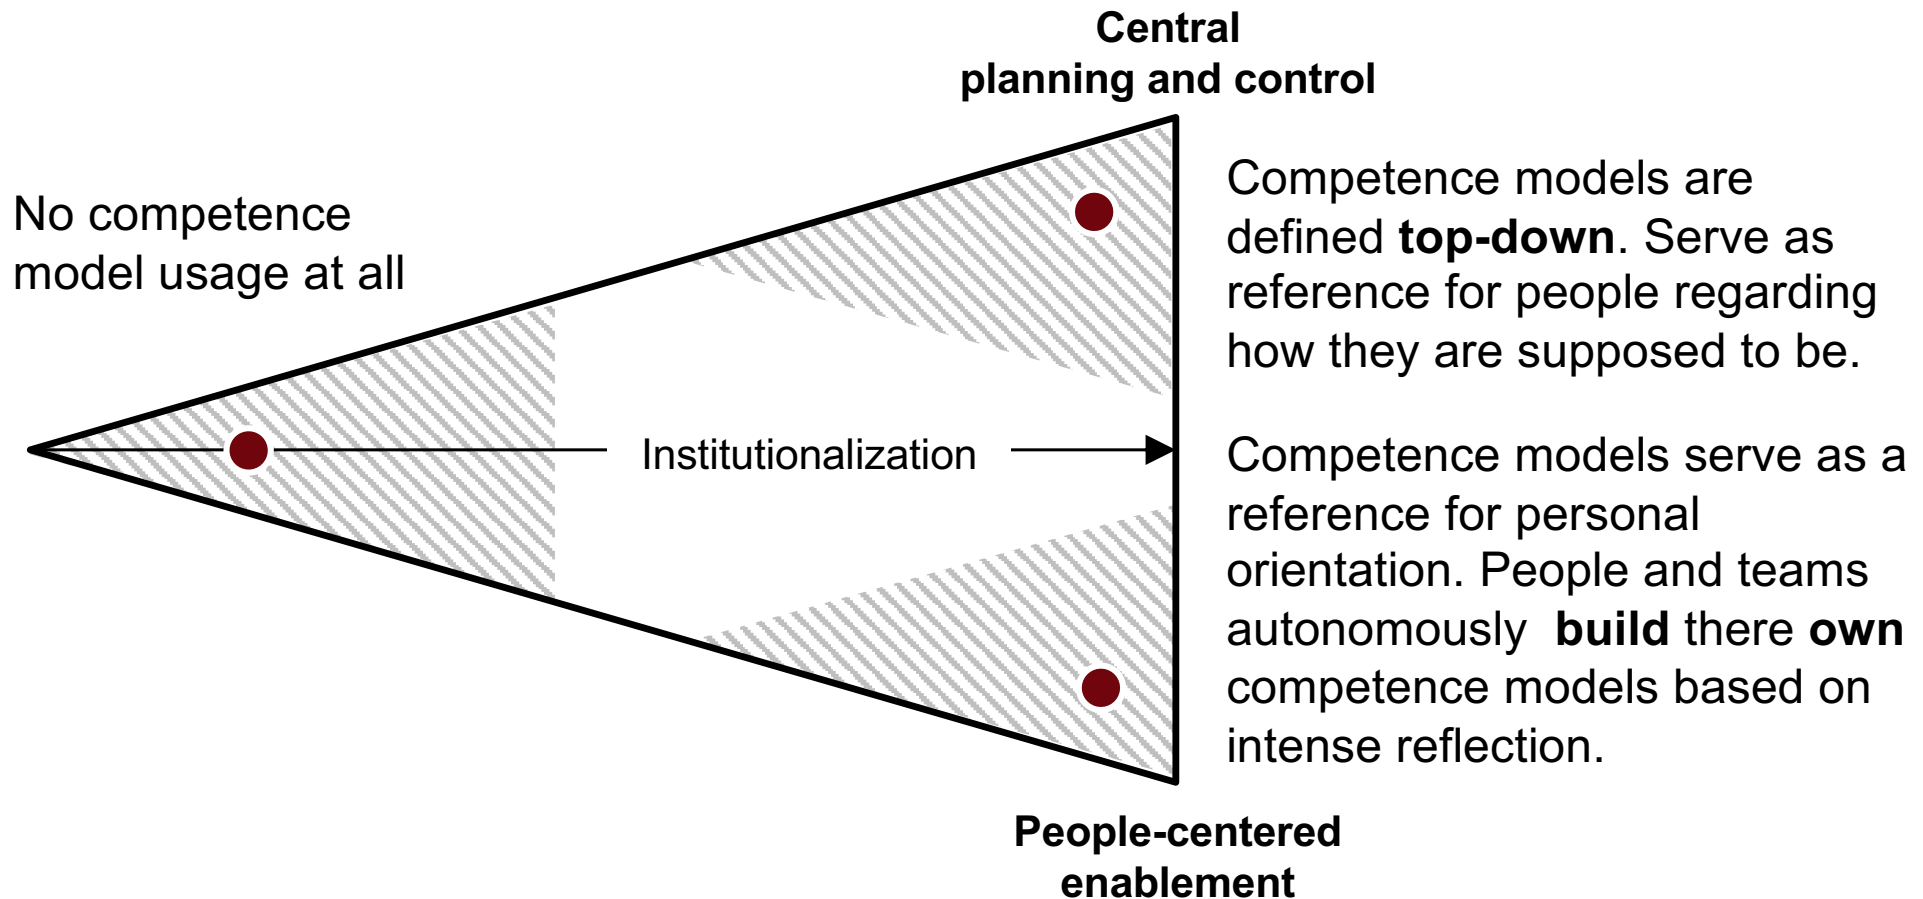 Central
planning and control
No competence
model usage at all
Competence models are
defined top-down. Serve as
reference for people regarding
how they are supposed to be.
Institutionalization
Competence models serve as a
reference for personal
orientation. People and teams
autonomously build there own
competence models based on
intense reflection.
People-centered
enablement